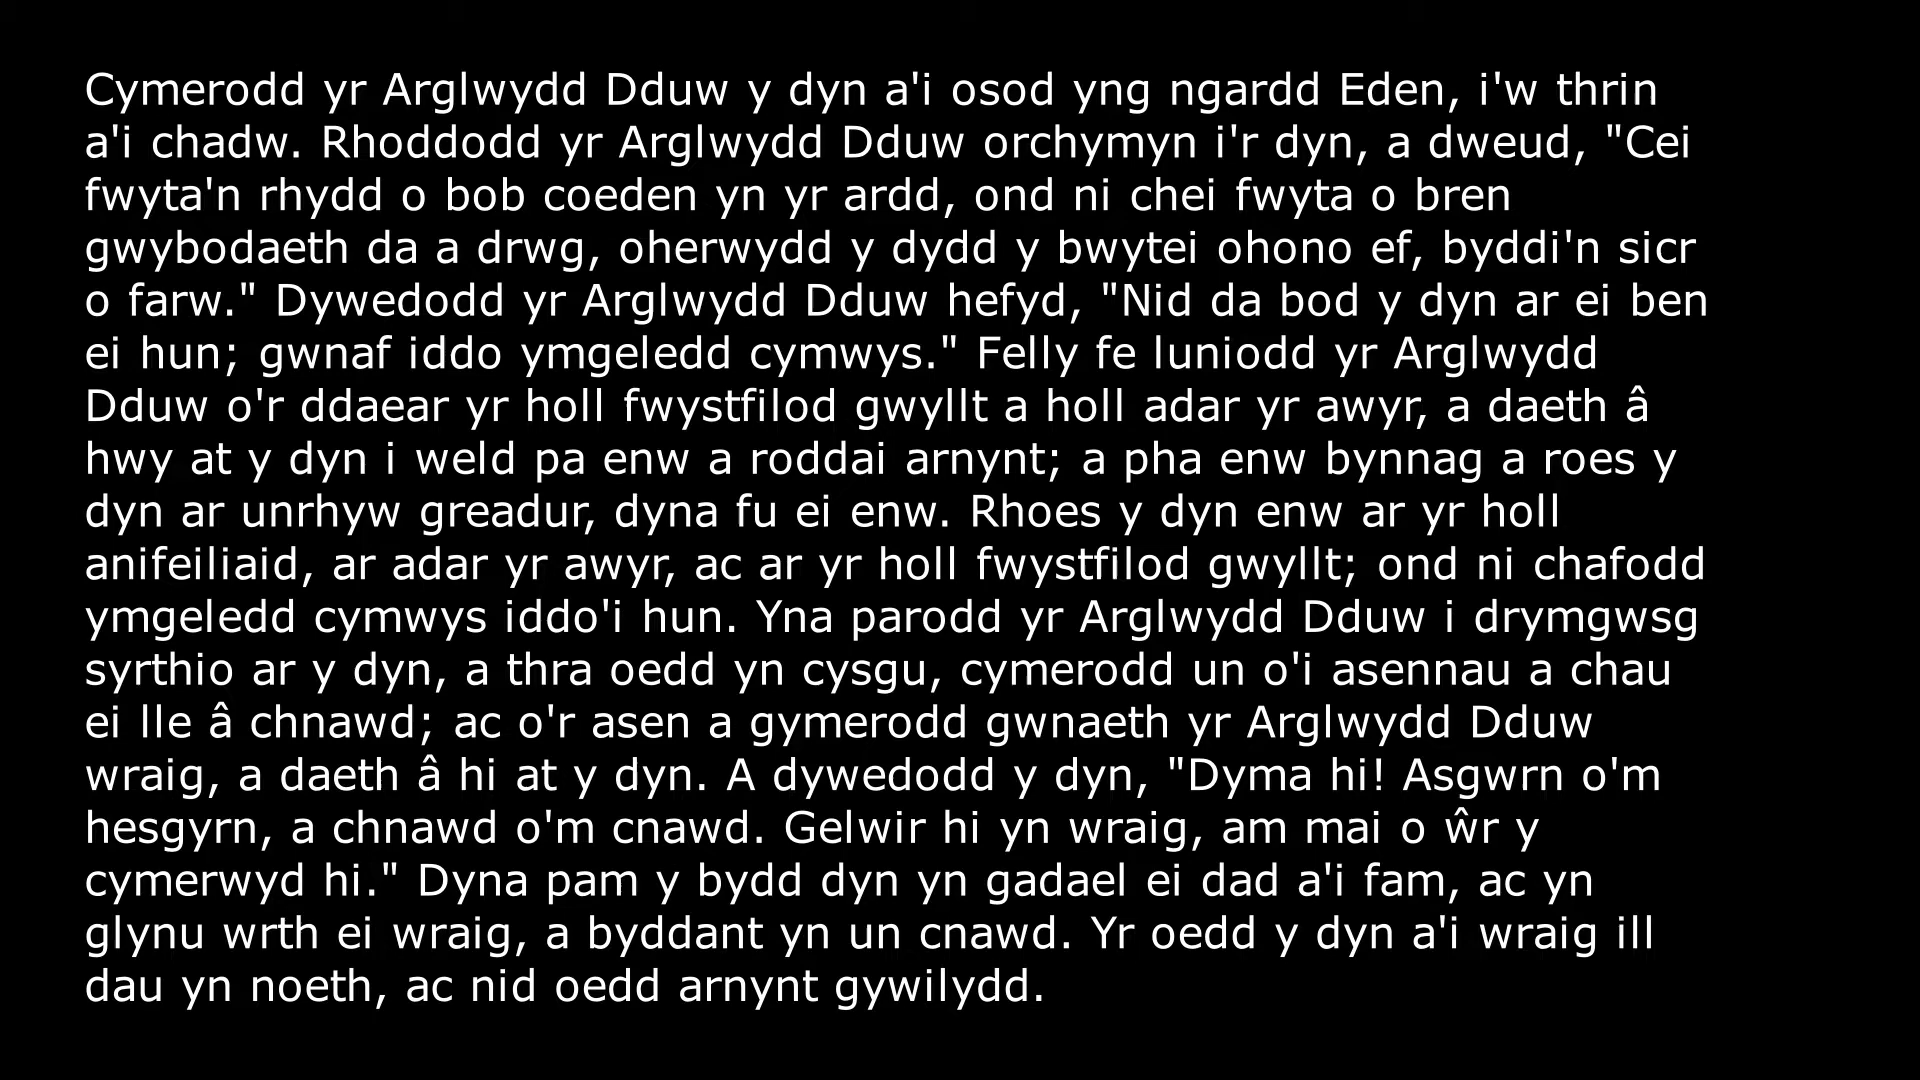 Cymerodd yr Arglwydd Dduw y dyn a'i osod yng ngardd Eden, i'w thrin
a'i chadw. Rhoddodd yr Arglwydd Dduw orchymyn i'r dyn, a dweud, "Cei
fwyta'n rhydd o bob coeden yn yr ardd, ond ni chei fwyta o bren
gwybodaeth da a drwg, oherwydd y dydd y bwytei ohono ef, byddi'n sicr
o farw." Dywedodd yr Arglwydd Dduw hefyd, "Nid da bod y dyn ar ei ben
ei hun; gwnaf iddo ymgeledd cymwys." Felly fe luniodd yr Arglwydd
Dduw o'r ddaear yr holl fwystfilod gwyllt a holl adar yr awyr, a daeth â
hwy at y dyn i weld pa enw a roddai arnynt; a pha enw bynnag a roes y
dyn ar unrhyw greadur, dyna fu ei enw. Rhoes y dyn enw ar yr holl
anifeiliaid, ar adar yr awyr, ac ar yr holl fwystfilod gwyllt; ond ni chafodd
ymgeledd cymwys iddo'i hun. Yna parodd yr Arglwydd Dduw i drymgwsg
syrthio ar y dyn, a thra oedd yn cysgu, cymerodd un o'i asennau a chau
ei lle â chnawd; ac o'r asen a gymerodd gwnaeth yr Arglwydd Dduw
wraig, a daeth â hi at y dyn. A dywedodd y dyn, "Dyma hi! Asgwrn o'm
hesgyrn, a chnawd o'm cnawd. Gelwir hi yn wraig, am mai o ŵr y
cymerwyd hi." Dyna pam y bydd dyn yn gadael ei dad a'i fam, ac yn
glynu wrth ei wraig, a byddant yn un cnawd. Yr oedd y dyn a'i wraig ill
dau yn noeth, ac nid oedd arnynt gywilydd.